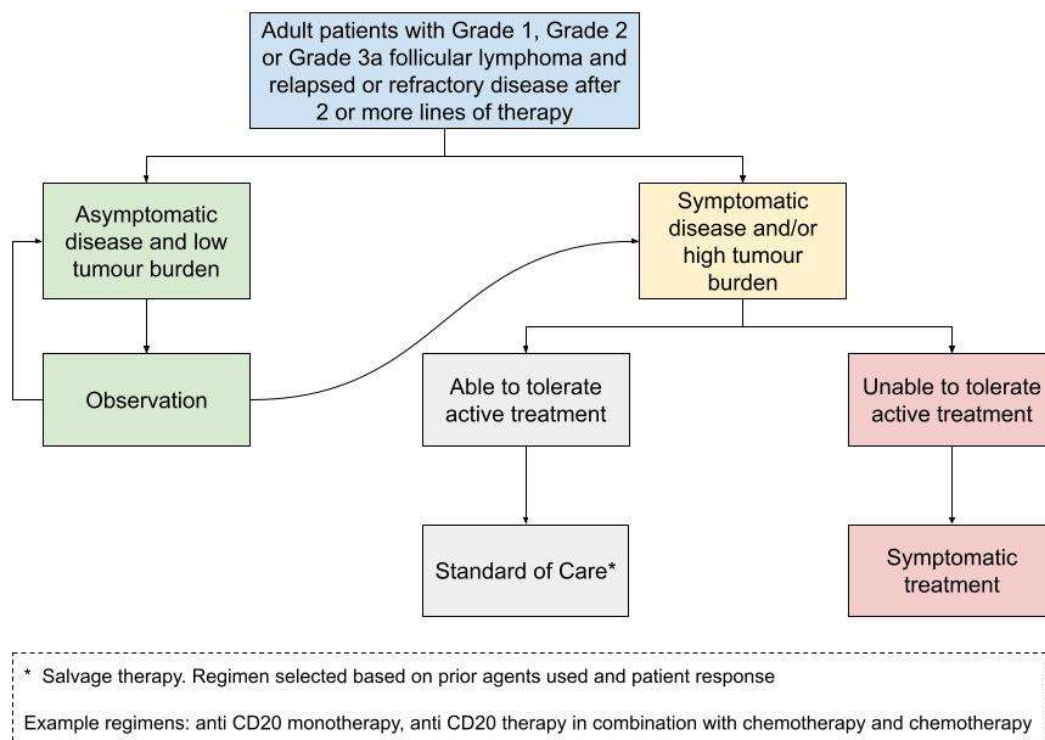 Adult patients with Grade 1, Grade 2
or Grade 3a follicular lymphoma and
relapsed or refractory disease after
2 or more lines of therapy
Asymptomatic
disease and low
tumour burden
Symptomatic
disease and/or
high tumour
burden
Observation
Able to tolerate
active treatment
Unable to tolerate
active treatment
Standard of Care*
Symptomatic
treatment
* Salvage therapy. Regimen selected based on prior agents used and patient response
Example regimens: anti CD20 monotherapy, anti CD20 therapy in combination with chemotherapy and chemotherapy